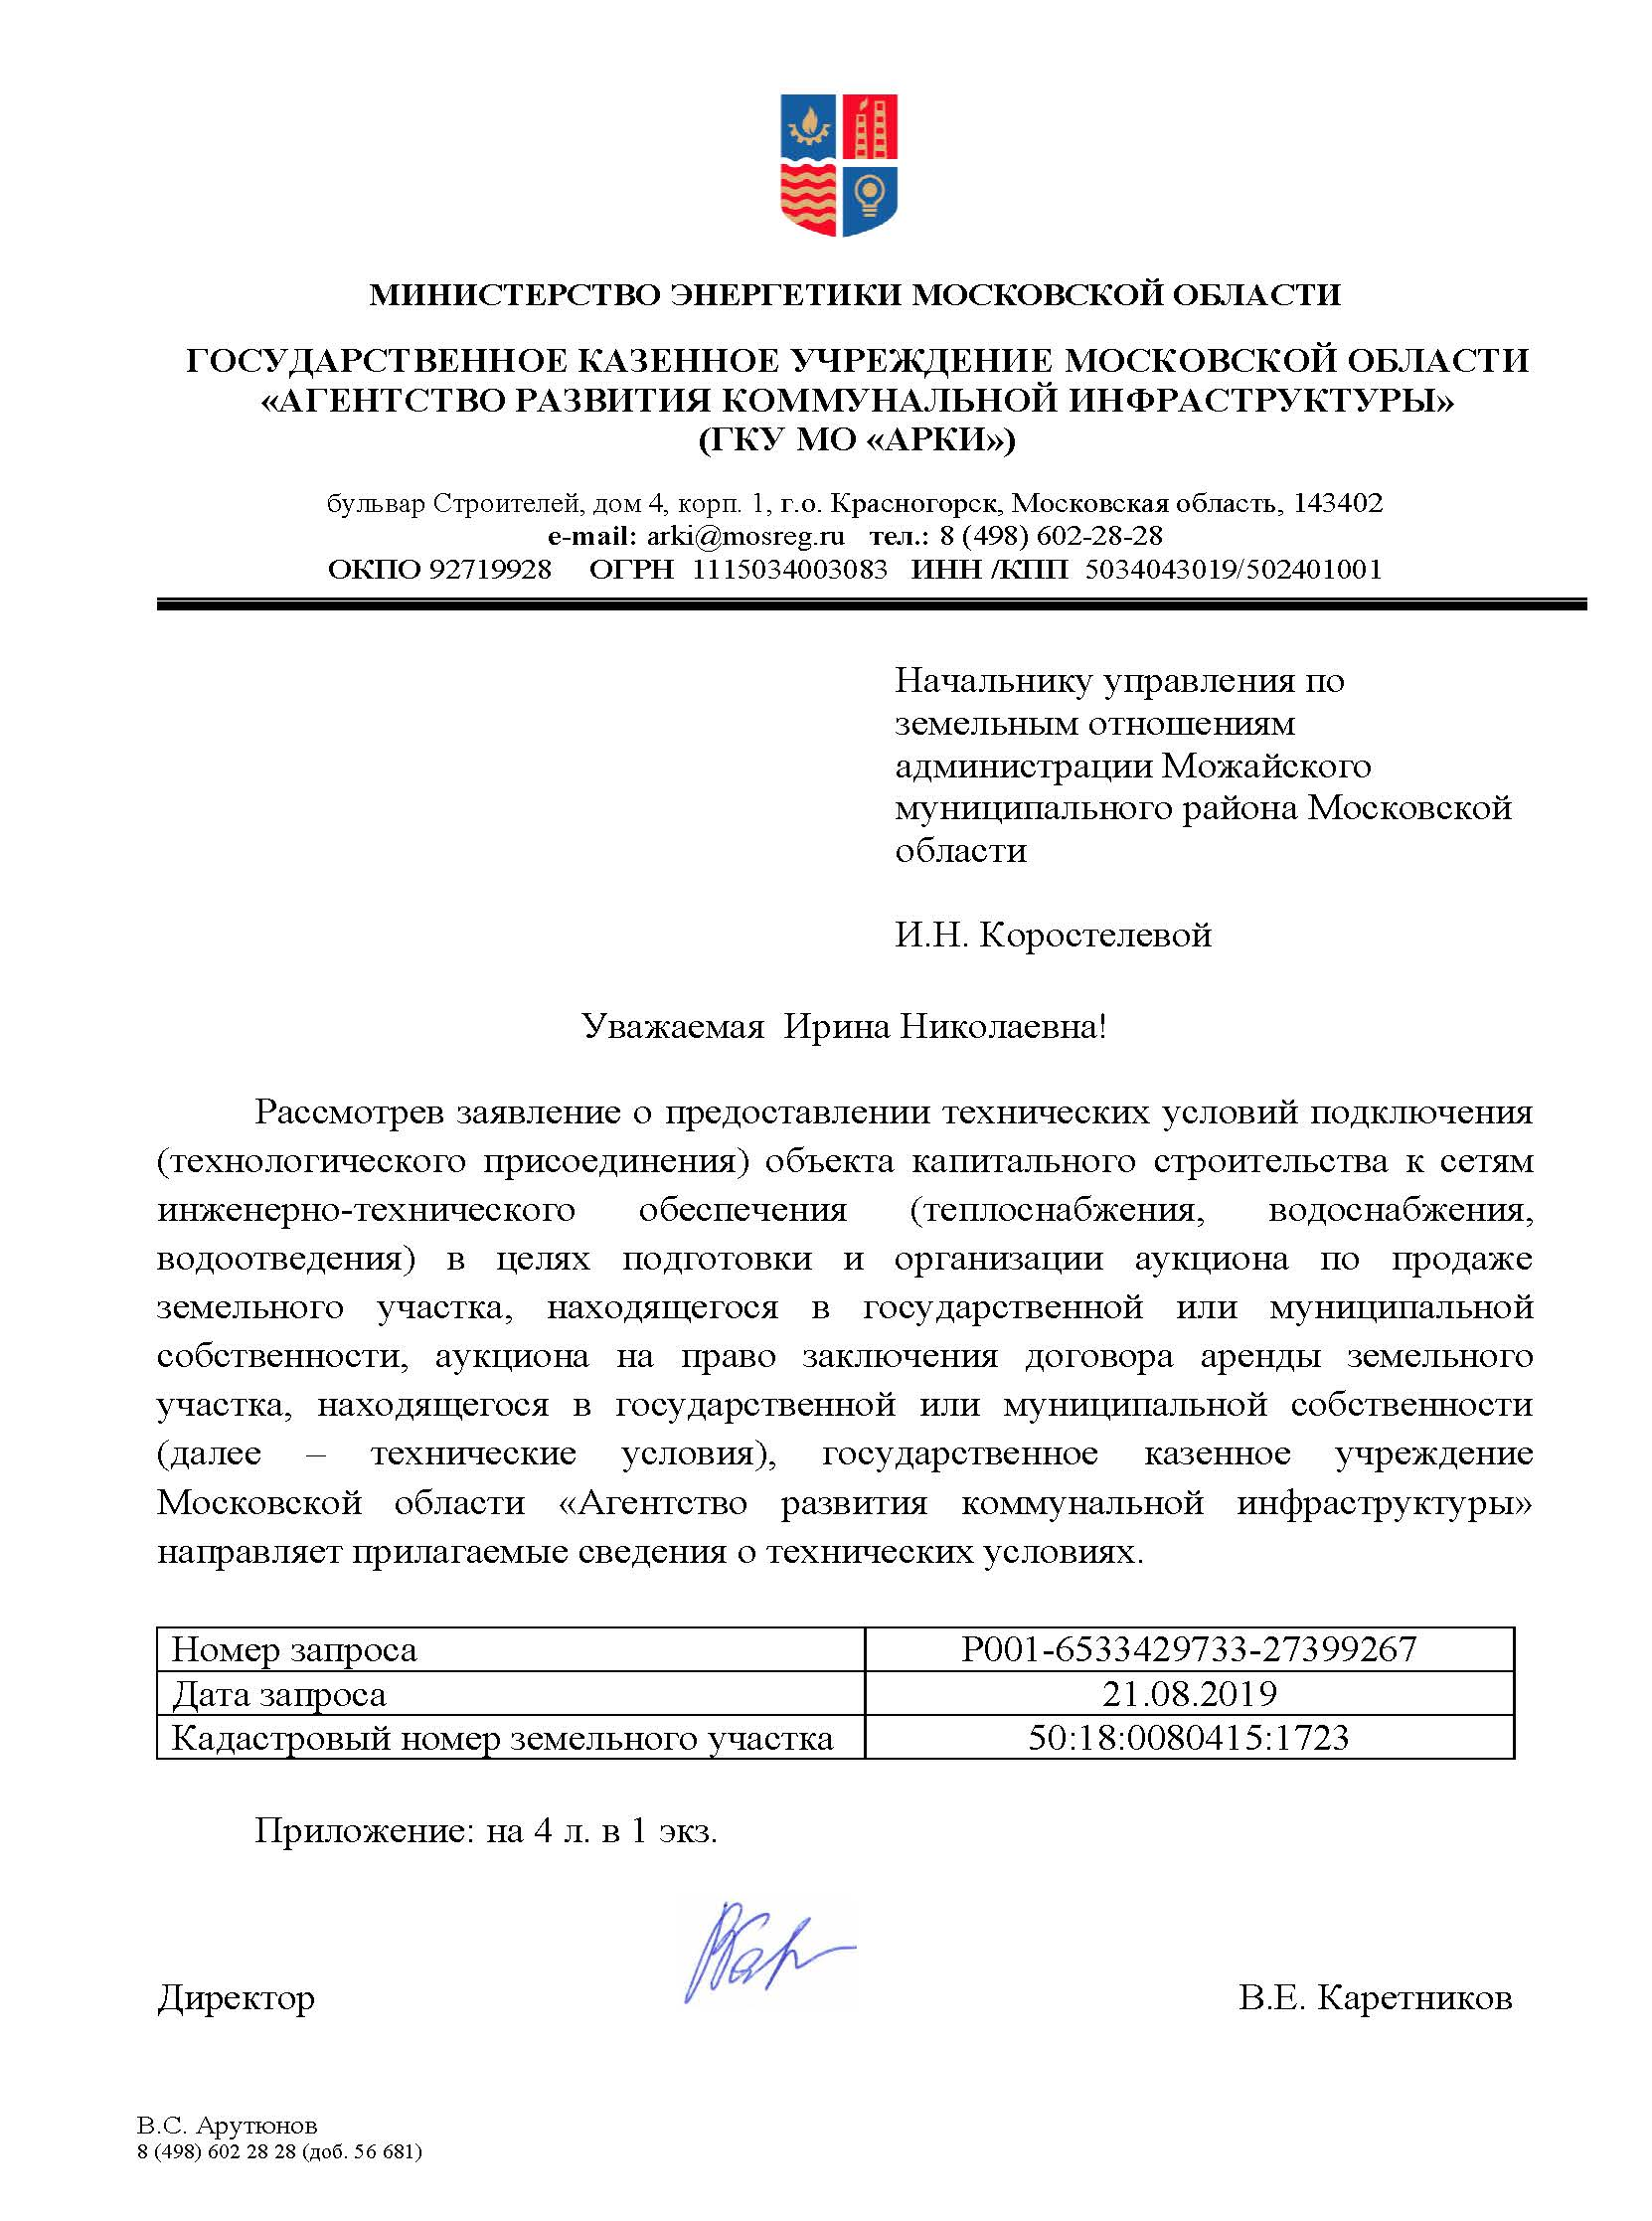 МИНИСТЕРСТВО ЭНЕРГЕТИКИ МОСКОВСКОЙ ОБЛАСТИ
ГОСУДАРСТВЕННОЕ КАЗЕННОЕ УЧРЕЖДЕНИЕ МОСКОВСКОЙ ОБЛАСТИ
«АГЕНТСТВО РАЗВИТИЯ КОММУНАЛЬНОЙ ИНФРАСТРУКТУРЫ»
(ГКУ МО «АРКИ»)
бульвар Строителей, дом 4, корп. 1, г.о. Красногорск, Московская область, 143402
e-mail: arki@mosreg.ru тел.: 8 (498) 602-28-28
ОКПО 92719928 ОГРН 1115034003083 ИНН /КПП 5034043019/502401001
Начальнику управления по
земельным отношениям
администрации Можайского
муниципального района Московской
области
И.Н. Коростелевой
Уважаемая Ирина Николаевна!
Рассмотрев заявление о предоставлении технических условий подключения
(технологического присоединения) объекта капитального строительства к сетям
инженерно-технического обеспечения (теплоснабжения, водоснабжения,
водоотведения) в целях подготовки и организации аукциона по продаже
земельного участка, находящегося в государственной или муниципальной
собственности, аукциона на право заключения договора аренды земельного
участка, находящегося в государственной или муниципальной собственности
(далее – технические условия), государственное казенное учреждение
Московской области «Агентство развития коммунальной инфраструктуры»
направляет прилагаемые сведения о технических условиях.
Номер запроса P001-6533429733-27399267
Дата запроса 21.08.2019
Кадастровый номер земельного участка 50:18:0080415:1723
Приложение: на 4 л. в 1 экз.
Директор В.Е. Каретников
В.С. Арутюнов
8 (498) 602 28 28 (доб. 56 681)